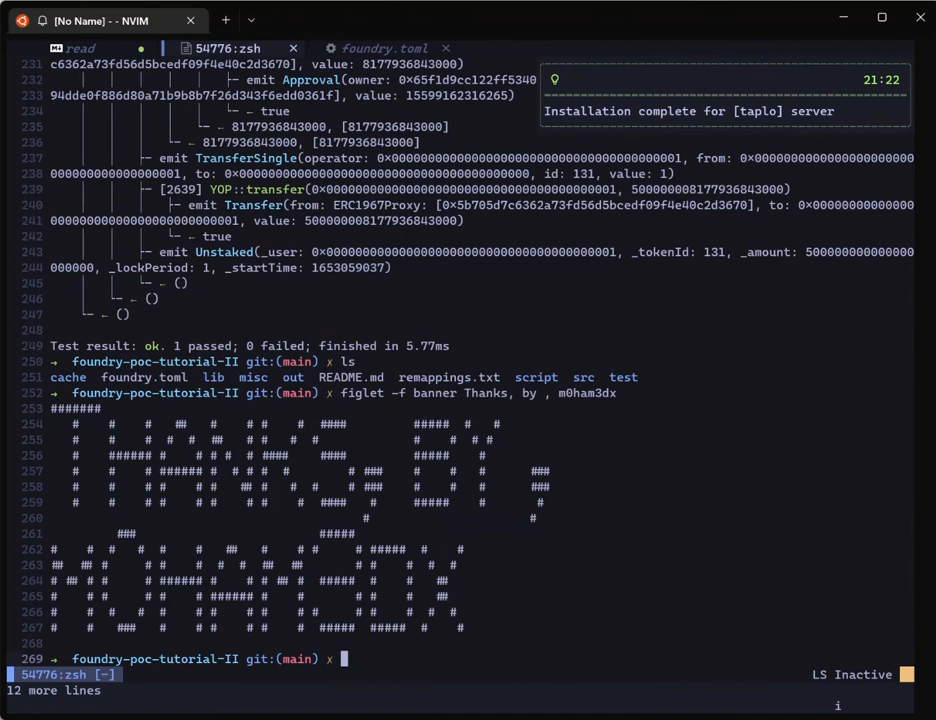 [No Name] - - NVIM
read
54776:zsh
foundry.toml
231 c6362a73fd56d5bcedf09f4e40c2d3670], value: 8177936843000)
232 │ │ │ │ ├─ emit Approval(owner: 0x65f1d9cc122ff5340
233 94dde0f886d80a71b9b8b7f26d343f6edd0361f], value: 15599162316265)
21:22
Installation complete for [taplo] server
234 │ │ │ │ └─ ← true
235 │ │ │ └─ ← 8177936843000, [8177936843000]
236 │ │ └─ ← 8177936843000, [8177936843000]
237 │ │ ├─ emit TransferSingle(operator: 0x0000000000000000000000000000000000000001, from: 0x0000000000000000000000
238 000000000000000001, to: 0x0000000000000000000000000000000000000000, id: 131, value: 1)
239 │ │ ├─ [2639] YOP::transfer(0x0000000000000000000000000000000000000001, 500000008177936843000)
240 │ │ │ ├─ emit Transfer(from: ERC1967Proxy: [0x5b705d7c6362a73fd56d5bcedf09f4e40c2d3670], to: 0x00000000000000
241 00000000000000000000000001, value: 500000008177936843000)
242 │ │ │ └─ ← true
243 │ │ ├─ emit Unstaked(_user: 0x0000000000000000000000000000000000000001, _tokenId: 131, _amount: 50000000000000
244 000000, _lockPeriod: 1, _startTime: 1653059037)
245 │ │ └─ ← ()
246 │ └─ ← ()
247 └─ ← ()
248
249 Test result: ok. 1 passed; 0 failed; finished in 5.77ms
250 → foundry-poc-tutorial-II git:(main) ✗ ls
251 cache foundry.toml lib misc out README.md remappings.txt script src test
252 → foundry-poc-tutorial-II git:(main) ✗ figlet -f banner Thanks, by , m0ham3dx
253
254
255
256
257
258
259
260
THANKS, BY ,
261
262
263
264
265
266
267
M0HAM3DX
268
269 → foundry-poc-tutorial-II git:(main) ✗
54776:zsh [-]
LS Inactive
12 more lines
i